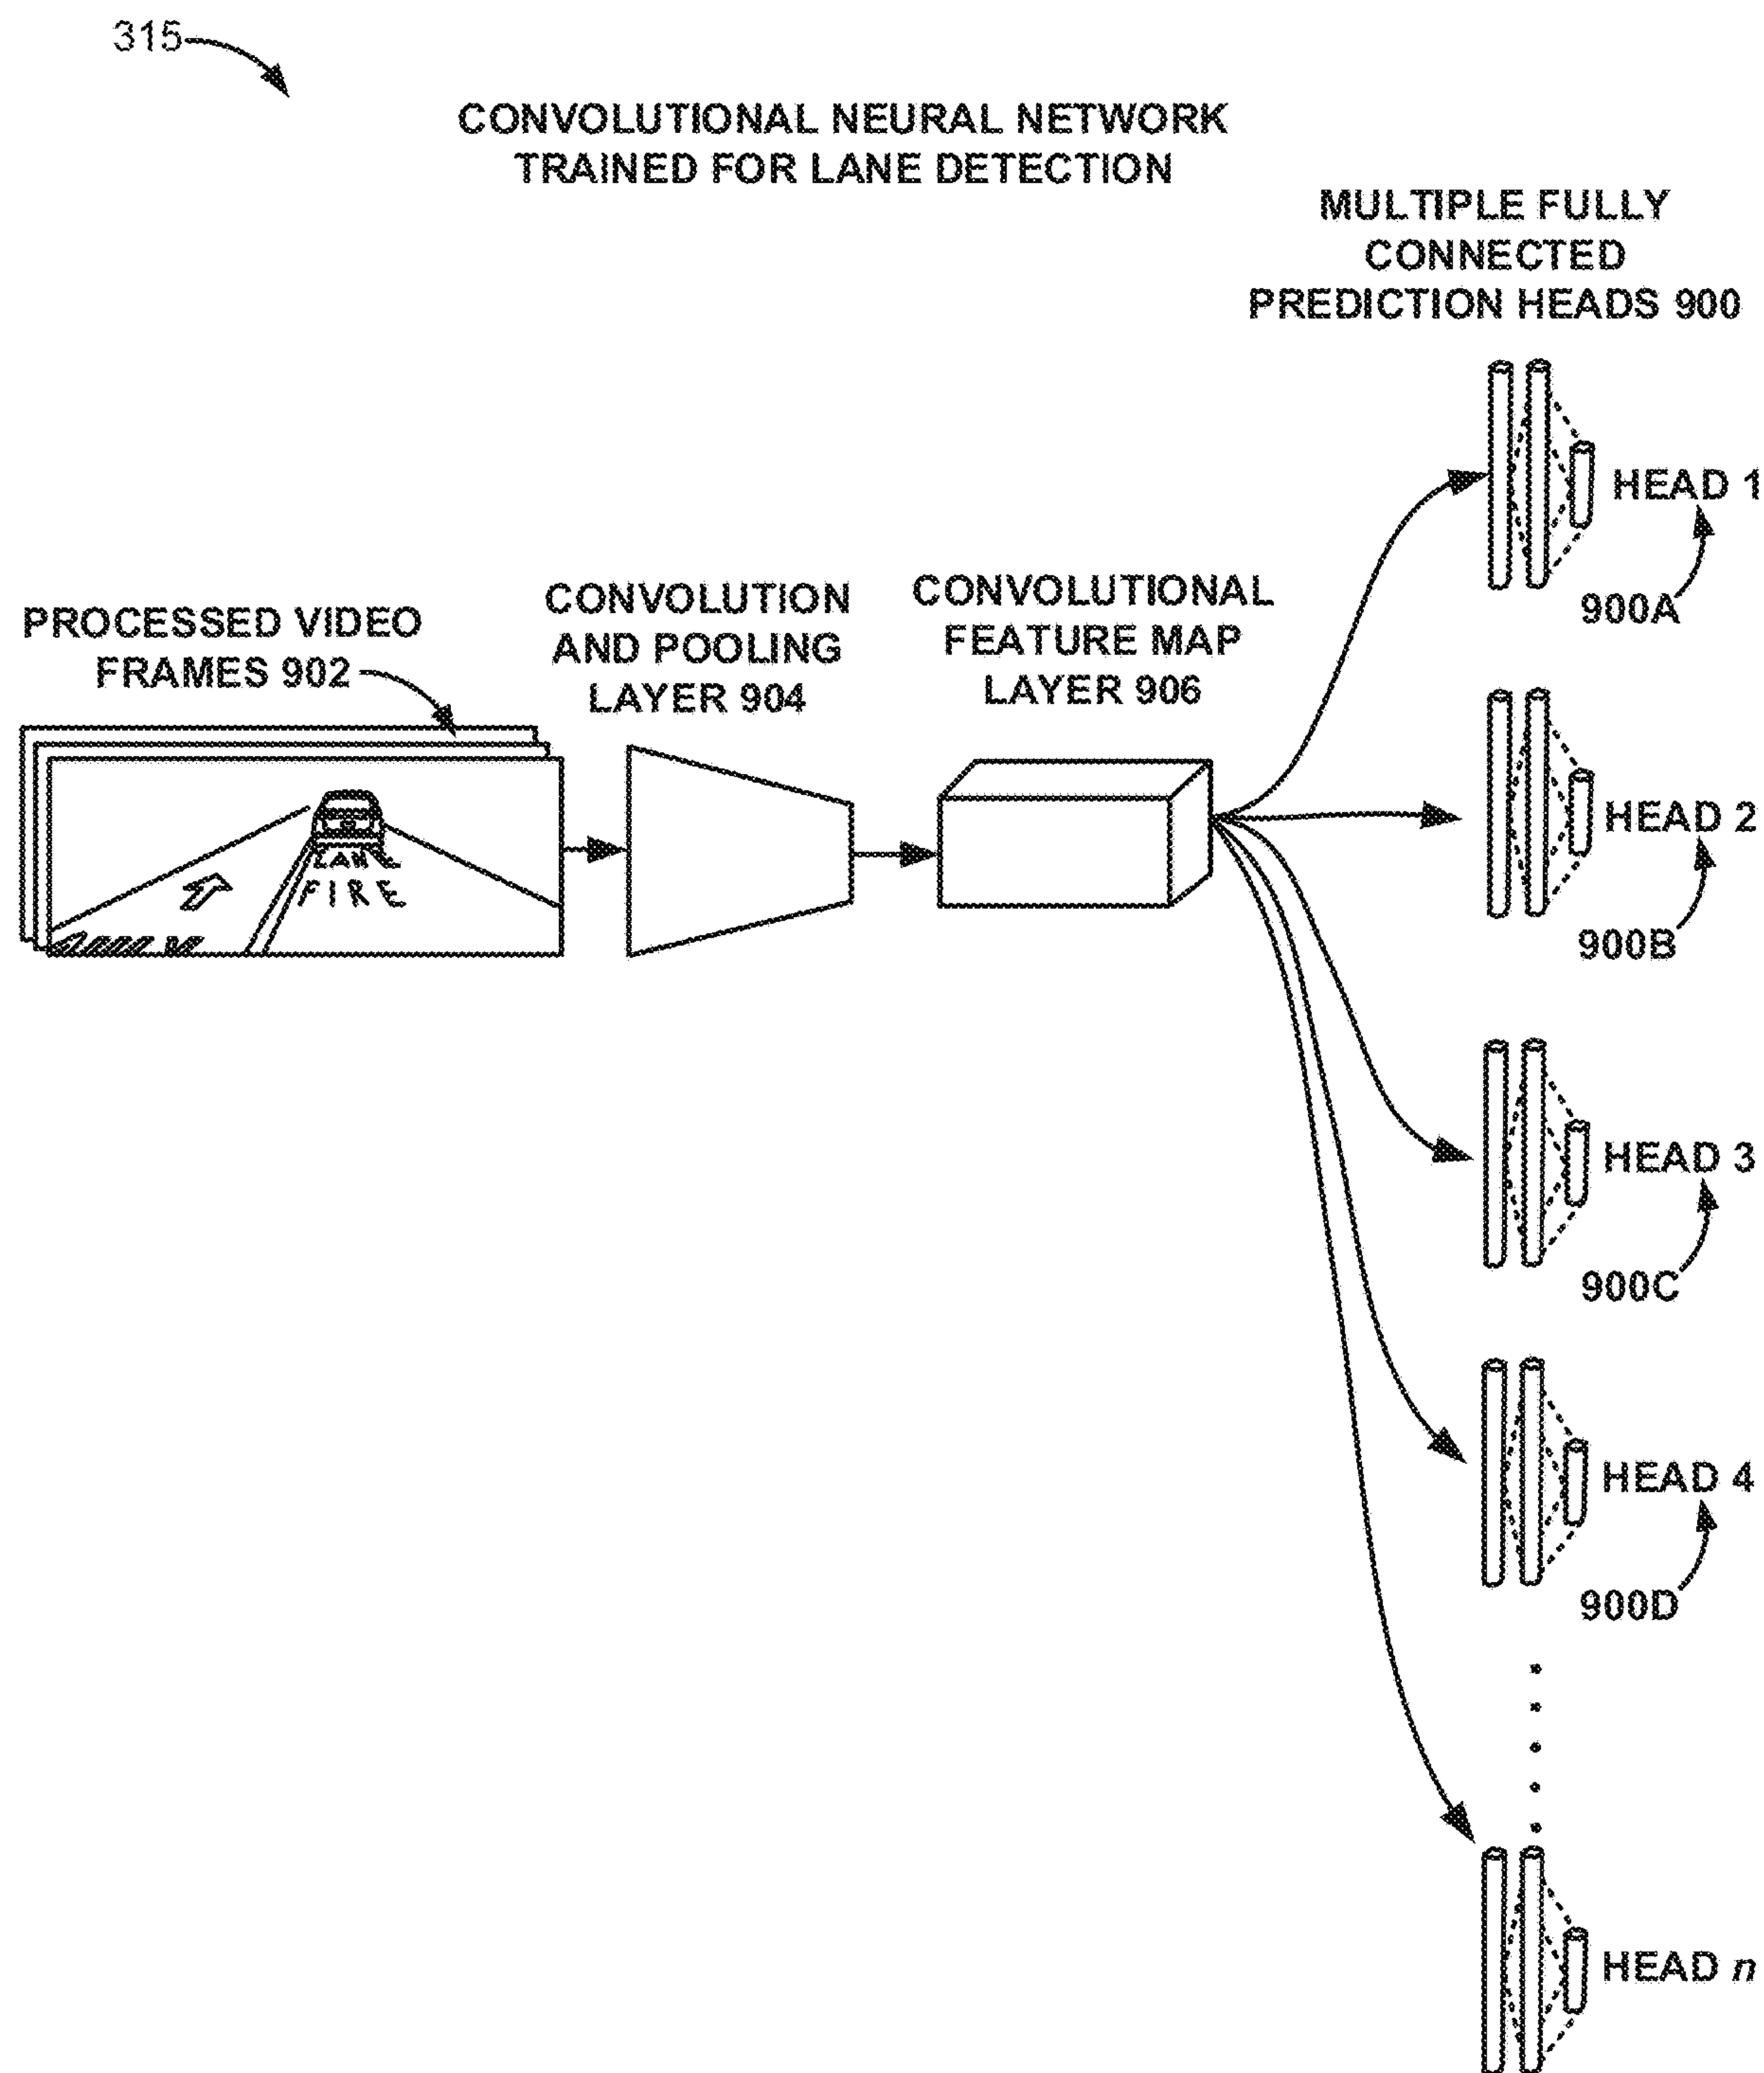 315
CONVOLUTIONAL NEURAL NETWORK
TRAINED FOR LANE DETECTION
MULTIPLE FULLY
CONNECTED
PREDICTION HEADS 900
HEAD 1
900A
PROCESSED VIDEO
FRAMES 902
CONVOLUTION
AND POOLING
LAYER 904
CONVOLUTIONAL
FEATURE MAP
LAYER 906
LANE
FIRE
HEAD 2
900B
HEAD 3
900C
HEAD 4
900D
HEAD n